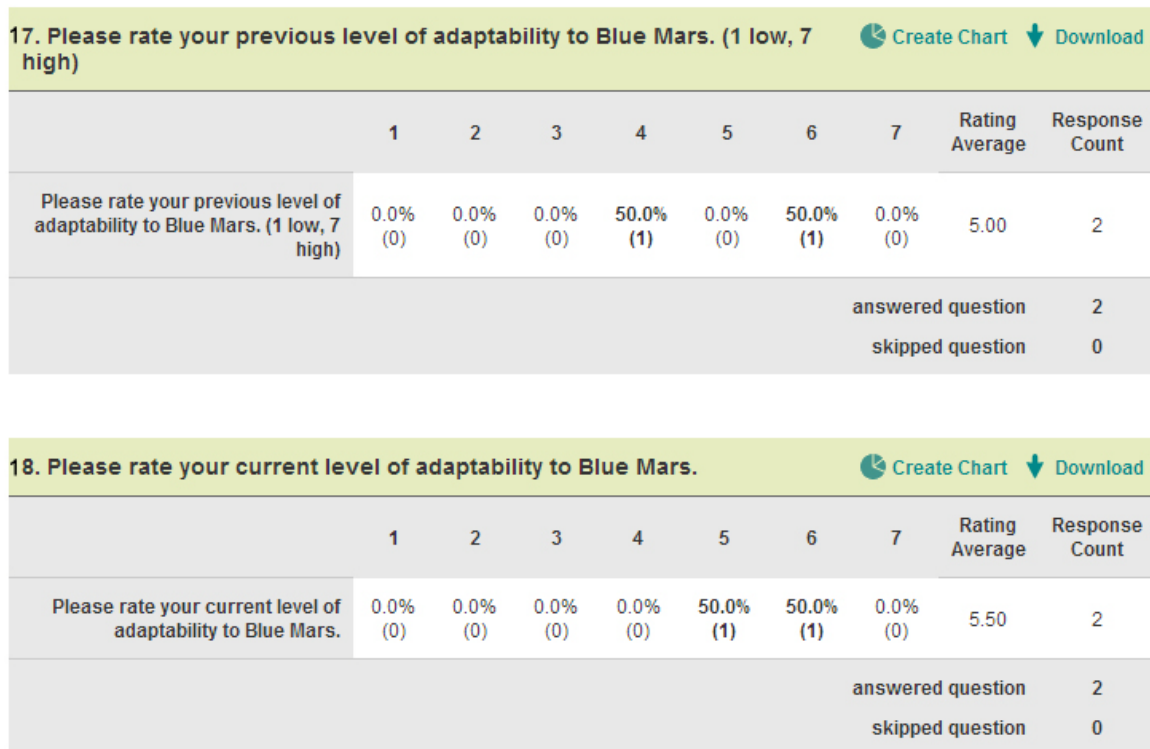 17. Please rate your previous level of adaptability to Blue Mars. (1 low, 7 Create Chart Download
high)
1 2 3 4 5 6 7 Rating Average Response Count
Please rate your previous level of
adaptability to Blue Mars. (1 low, 7
high)
0.0% 0.0% 0.0% 50.0% 0.0% 50.0% 0.0% 5.00 2
(0) (0) (0) (1) (0) (1) (0)
answered question 2
skipped question 0
18. Please rate your current level of adaptability to Blue Mars. Create Chart Download
1 2 3 4 5 6 7 Rating Average Response Count
Please rate your current level of
adaptability to Blue Mars.
0.0% 0.0% 0.0% 0.0% 50.0% 50.0% 0.0% 5.50 2
(0) (0) (0) (0) (1) (1) (0)
answered question 2
skipped question 0